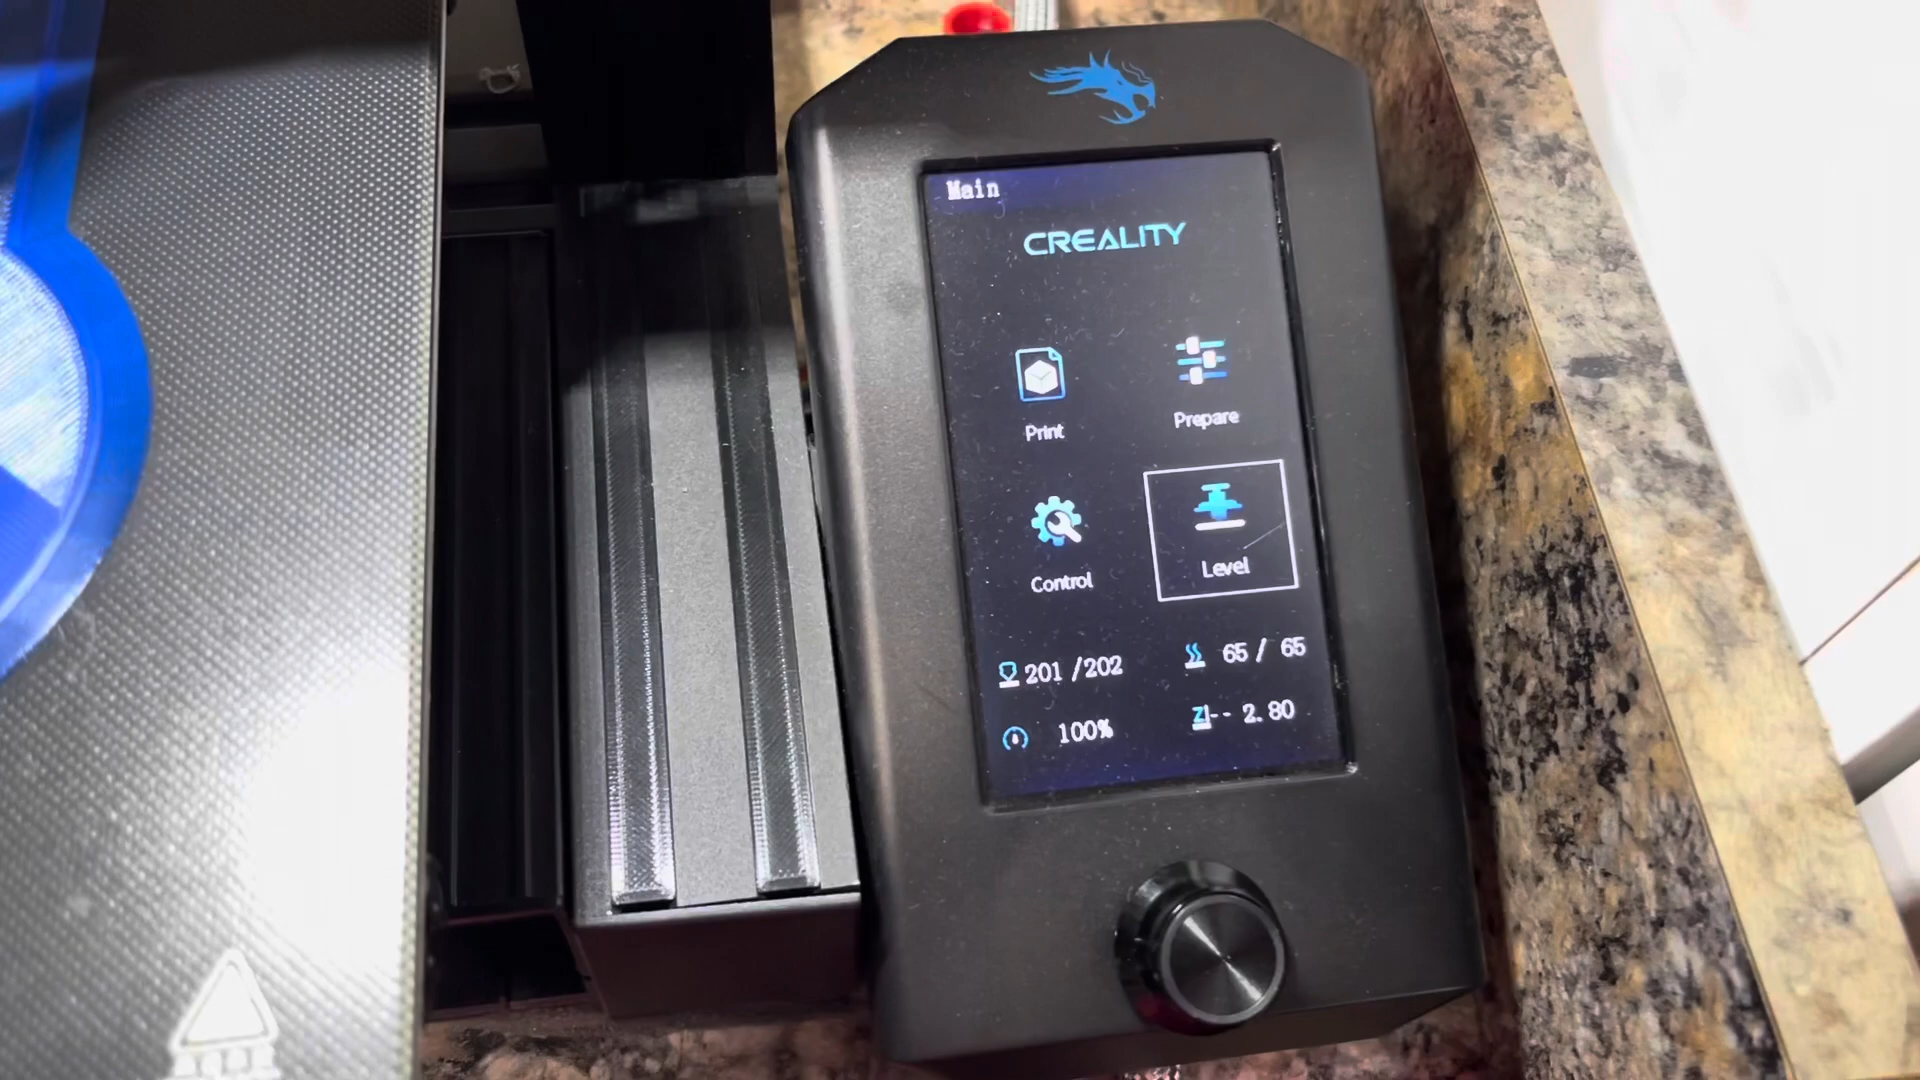 Main
CREALITY
Print
Prepare
Control
Level
201 /202
65 / 65
100%
Z -- 2.80